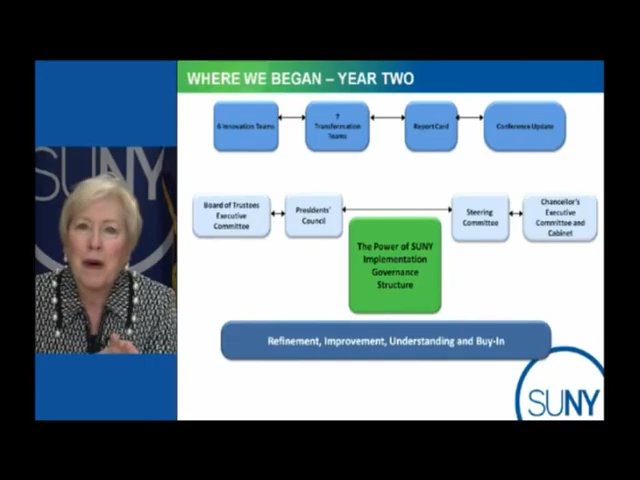 WHERE WE BEGAN – YEAR TWO
6 Innovation Teams
7
Transformation
Teams
Report Card
Conference Update
Board of Trustees
Executive
Committee
Presidents'
Council
Steering
Committee
Chancellor's
Executive
Committee and
Cabinet
The Power of SUNY
Implementation
Governance
Structure
Refinement, Improvement, Understanding and Buy-In
SUNY
SUNY